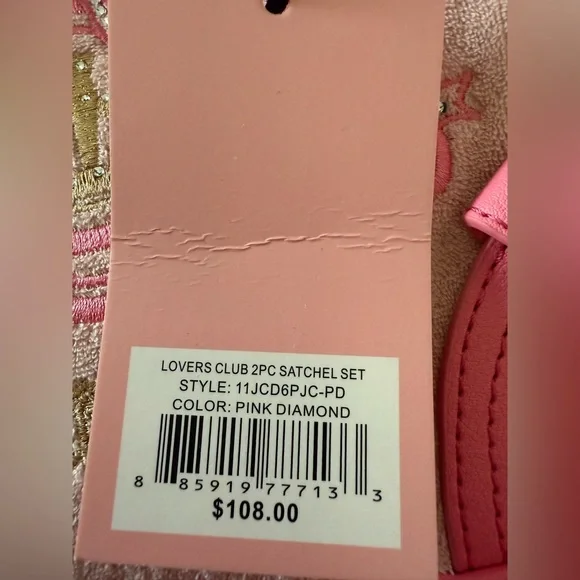 LOVERS CLUB 2PC SATCHEL SET
STYLE: 11JCD6PJC-PD
COLOR: PINK DIAMOND
8 85919 77713 3
$108.00